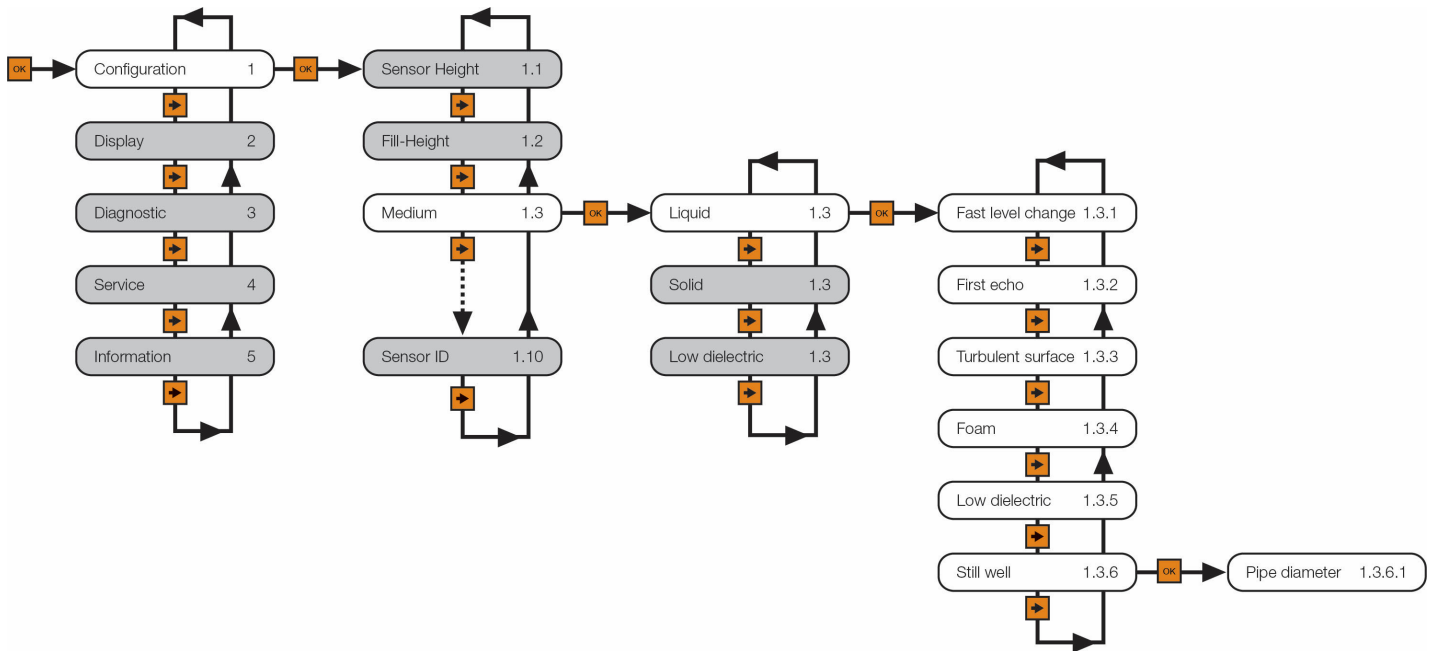 OK
Configuration 1
OK
Display 2
Diagnostic 3
Service 4
Information 5
Sensor Height 1.1
Fill-Height 1.2
Medium 1.3
OK
Sensor ID 1.10
Liquid 1.3
OK
Solid 1.3
Low dielectric 1.3
Fast level change 1.3.1
First echo 1.3.2
Turbulent surface 1.3.3
Foam 1.3.4
Low dielectric 1.3.5
Still well 1.3.6
OK
Pipe diameter 1.3.6.1